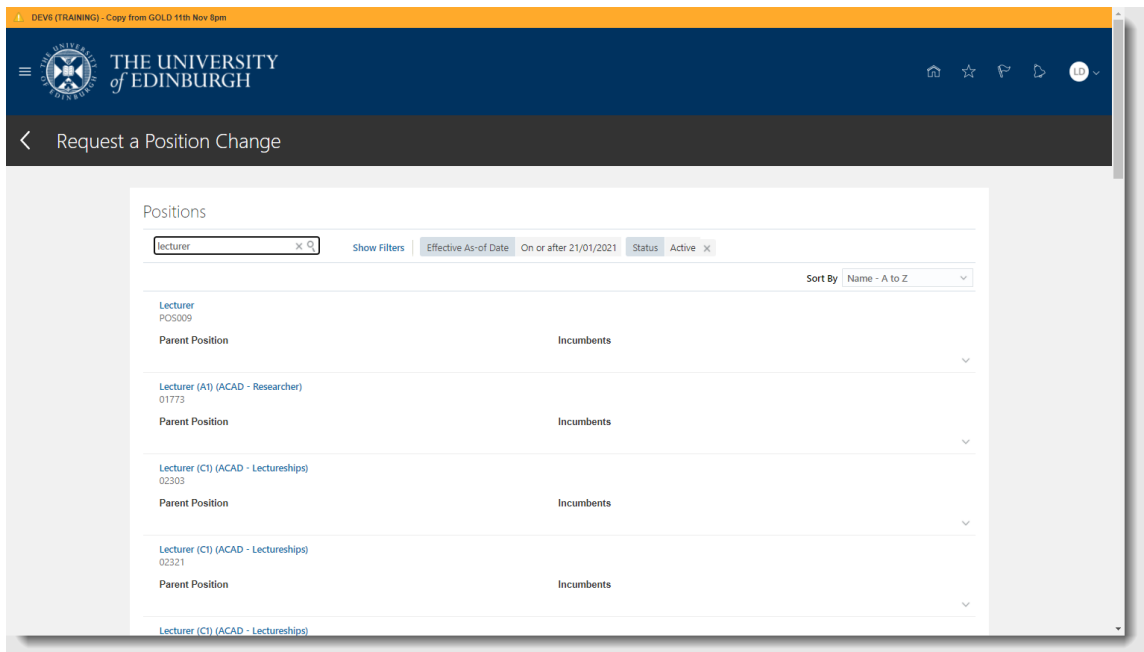 DEV6 (TRAINING) - Copy from GOLD 11th Nov 8pm
THE UNIVERSITY
of EDINBURGH
LD
Request a Position Change
Positions
lecturer Show Filters Effective As-of Date On or after 21/01/2021 Status Active
Sort By Name - A to Z
Lecturer
POS009
Parent Position Incumbents
Lecturer (A1) (ACAD - Researcher)
01773
Parent Position Incumbents
Lecturer (C1) (ACAD - Lectureships)
02303
Parent Position Incumbents
Lecturer (C1) (ACAD - Lectureships)
02321
Parent Position Incumbents
Lecturer (C1) (ACAD - Lectureships)